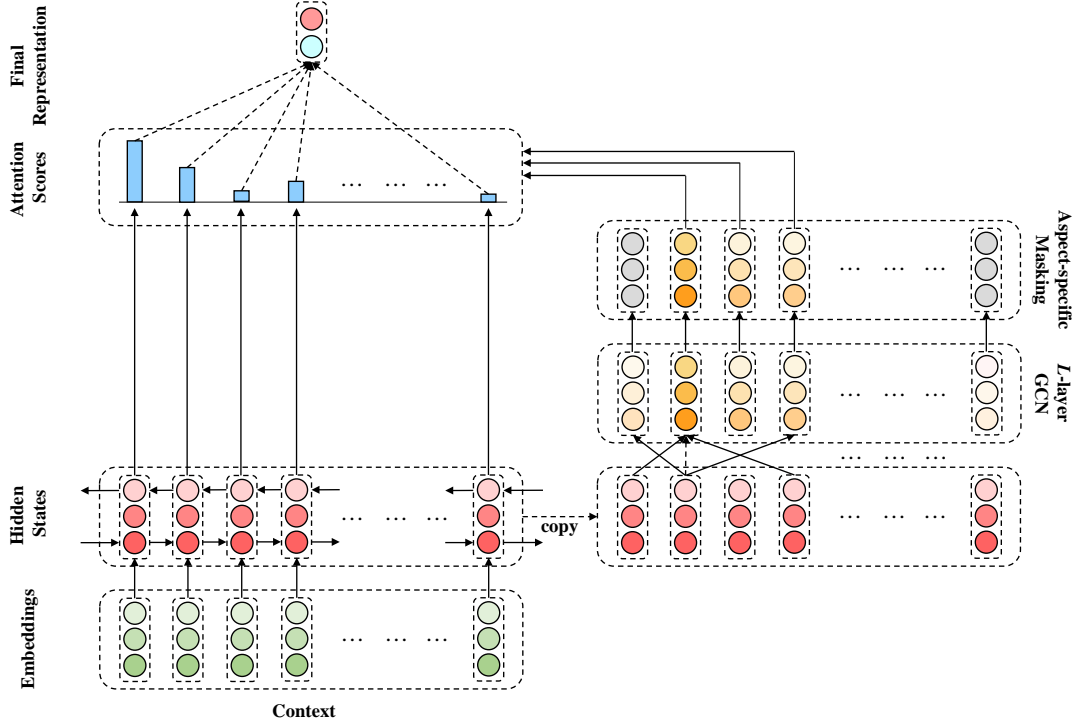 Final
Representation
Attention
Scores
Aspect-specific
Masking
L-layer
GCN
Hidden
States
copy
Embeddings
Context